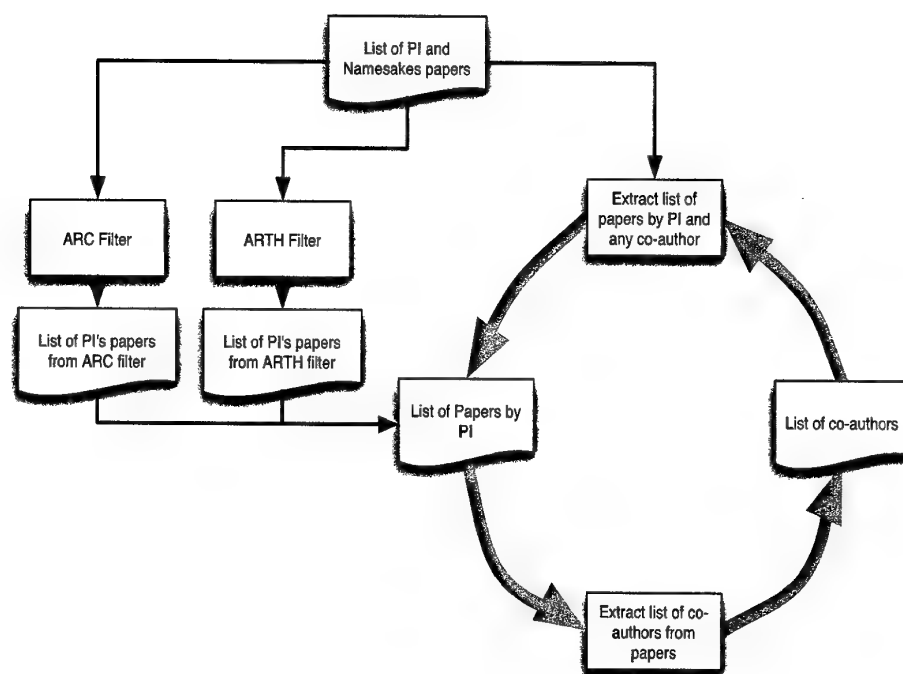 List of PI and
Namesakes papers
ARC Filter
ARTH Filter
Extract list of
papers by PI and
any co-author
List of PI's papers
from ARC filter
List of PI's papers
from ARTH filter
List of Papers by
PI
List of co-authors
Extract list of co-
authors from
papers